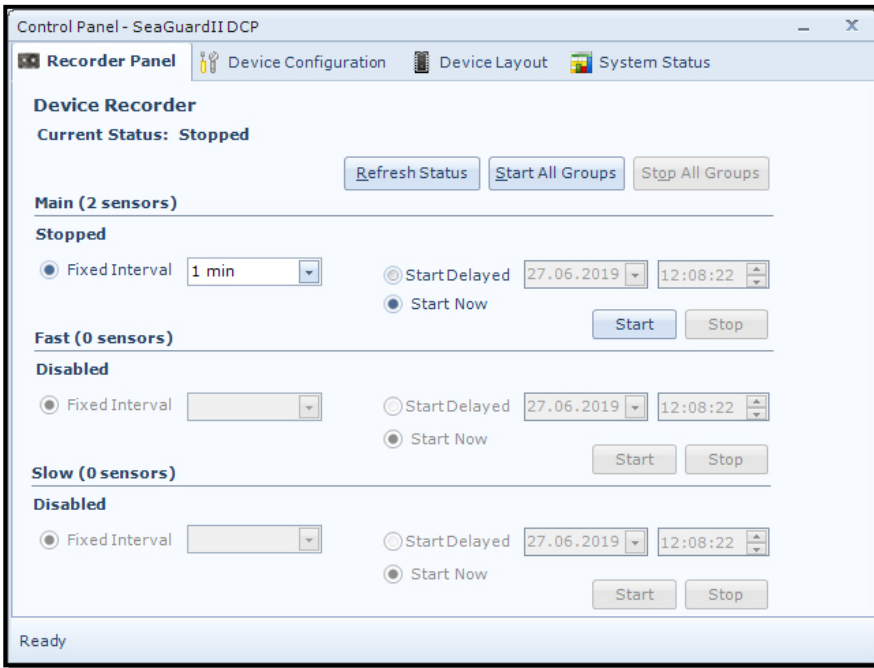 Control Panel - SeaGuardII DCP
Recorder Panel Device Configuration Device Layout System Status
Device Recorder
Current Status: Stopped
Refresh Status Start All Groups Stop All Groups
Main (2 sensors)
Stopped
Fixed Interval 1 min Start Delayed 27.06.2019 12:08:22
Start Now
Start Stop
Fast (0 sensors)
Disabled
Fixed Interval Start Delayed 27.06.2019 12:08:22
Start Now
Start Stop
Slow (0 sensors)
Disabled
Fixed Interval Start Delayed 27.06.2019 12:08:22
Start Now
Start Stop
Ready